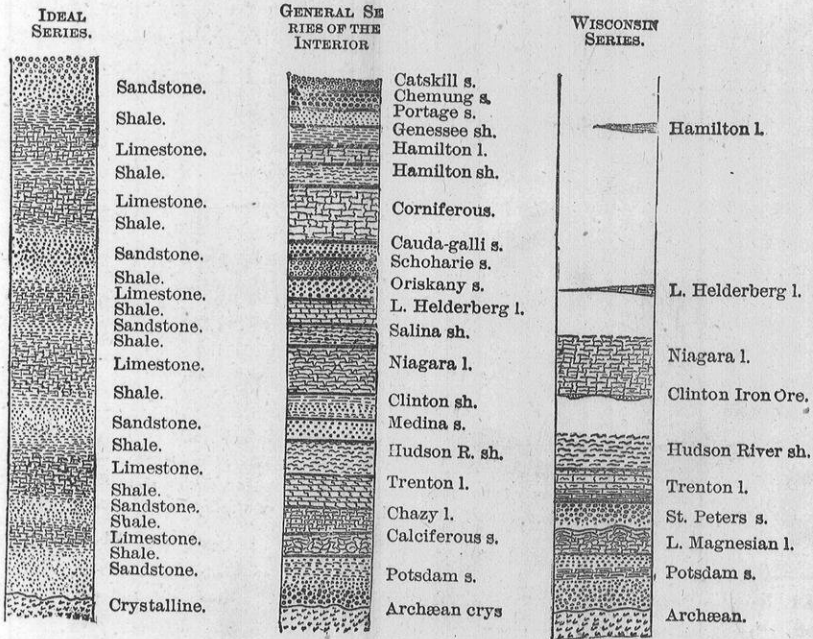 IDEAL
SERIES.
Sandstone.
Shale.
Limestone.
Shale.
Limestone.
Shale.
Sandstone.
Shale.
Limestone.
Shale.
Sandstone.
Shale.
Limestone.
Shale.
Sandstone.
Shale.
Limestone.
Shale.
Sandstone.
Shale.
Limestone.
Shale.
Sandstone.
Crystalline.
GENERAL SE
RIES OF THE
INTERIOR
Catskill s.
Chemung s.
Portage s.
Genessee sh.
Hamilton l.
Hamilton sh.
Corniferous.
Cauda-galli s.
Schoharie s.
Oriskany s.
L. Helderberg l.
Salina sh.
Niagara l.
Clinton sh.
Medina s.
Hudson R. sh.
Trenton l.
Chazy l.
Calciferous s.
Potsdam s.
Archæan crys
WISCONSIN
SERIES.
Hamilton l.
L. Helderberg l.
Niagara l.
Clinton Iron Ore.
Hudson River sh.
Trenton l.
St. Peters s.
L. Magnesian l.
Potsdam s.
Archæan.